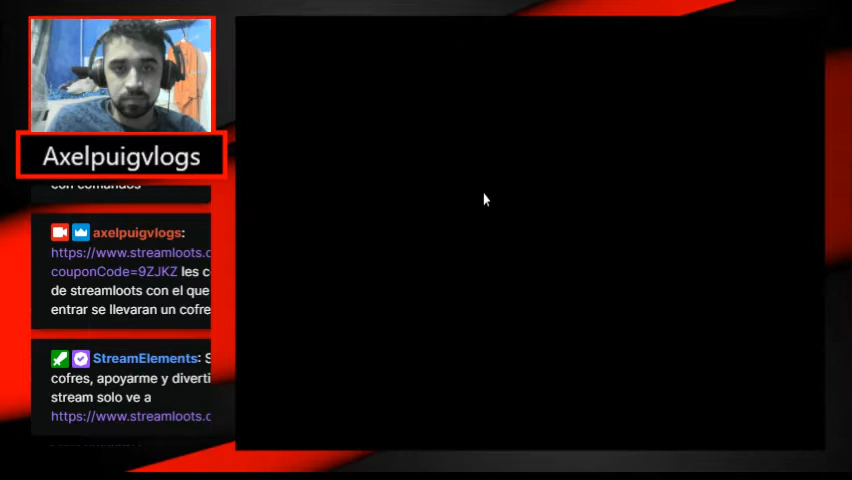 Axelpuigvlogs
con comandos
axelpuigvlogs:
https://www.streamloots.c
couponCode=9ZJKZ les c
de streamloots con el que
entrar se llevaran un cofre
StreamElements: S
cofres, apoyarme y diverti
stream solo ve a
https://www.streamloots.c